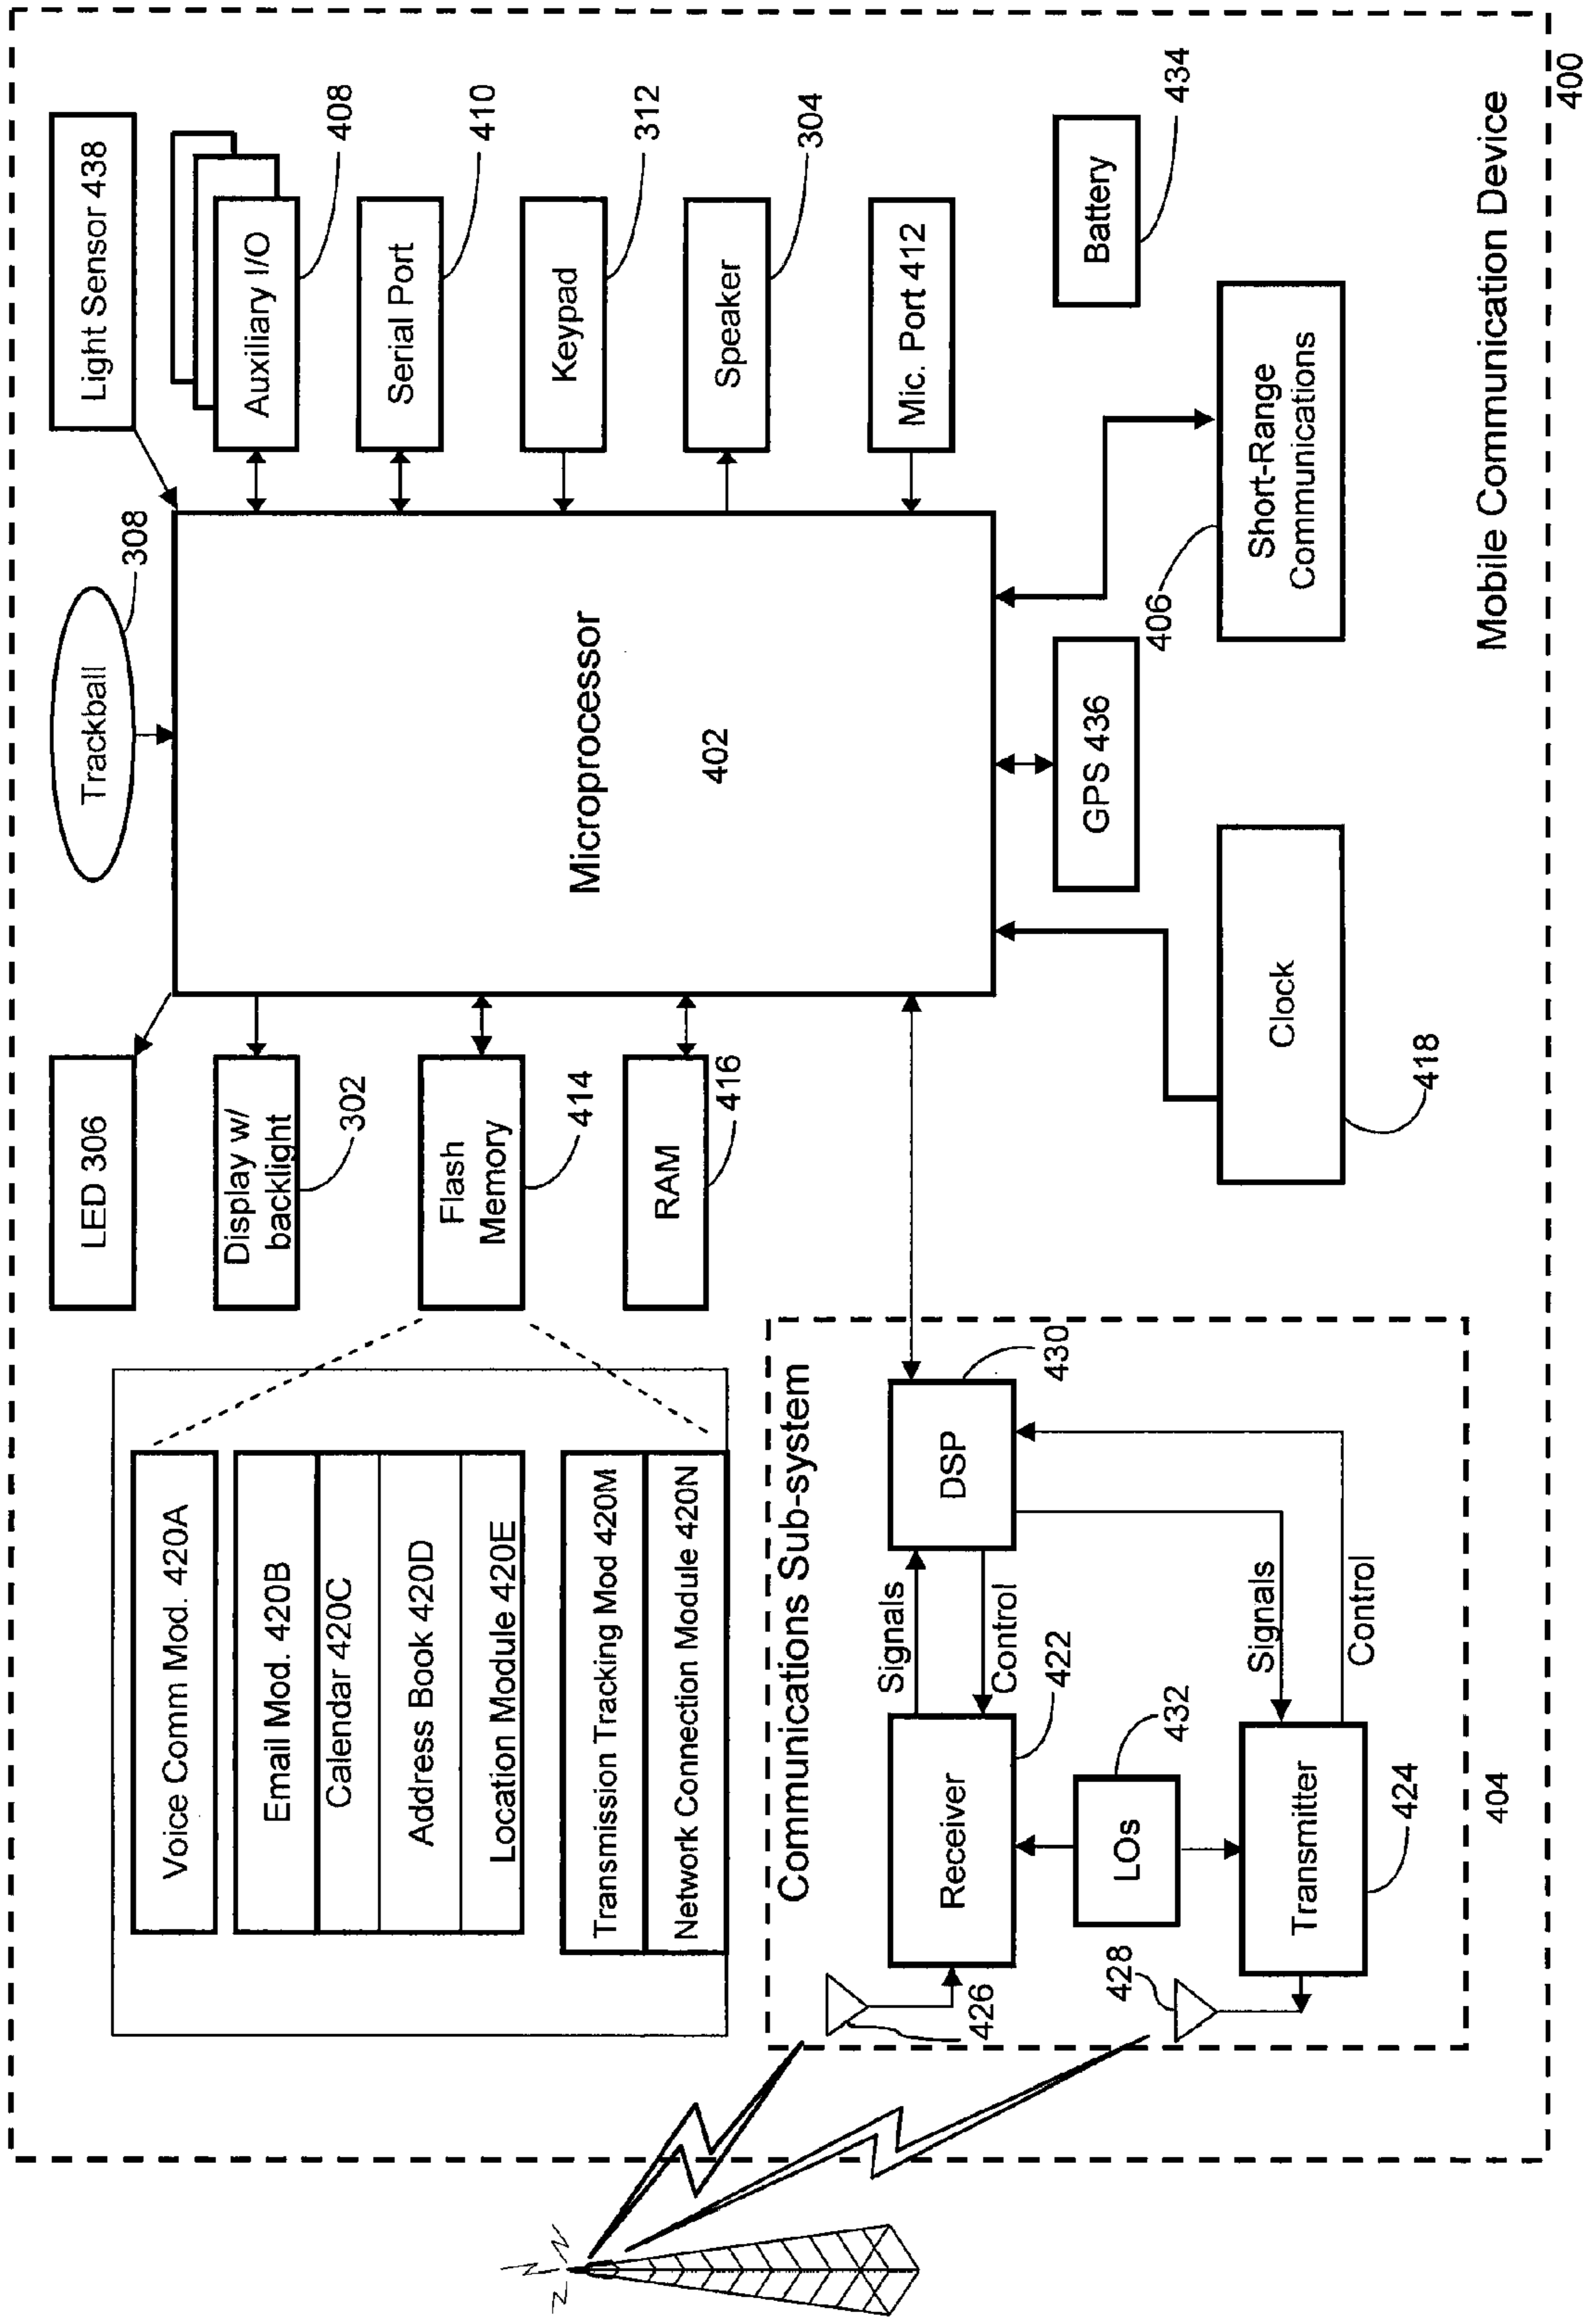 Light Sensor 438
Auxiliary I/O
408
Serial Port
410
Keypad
312
Speaker
304
Mic. Port 412
Trackball
308
Microprocessor
402
LED 306
Display w/
backlight
302
Flash
Memory
414
RAM
416
Voice Comm Mod. 420A
Email Mod. 420B
Calendar 420C
Address Book 420D
Location Module 420E
Transmission Tracking Mod 420M
Network Connection Module 420N
Communications Sub-system
DSP
430
Signals
Control
Receiver
422
426
LOs
432
Signals
Control
Transmitter
424
428
404
Clock
418
GPS 436
Short-Range
Communications
406
Battery
434
Mobile Communication Device
400